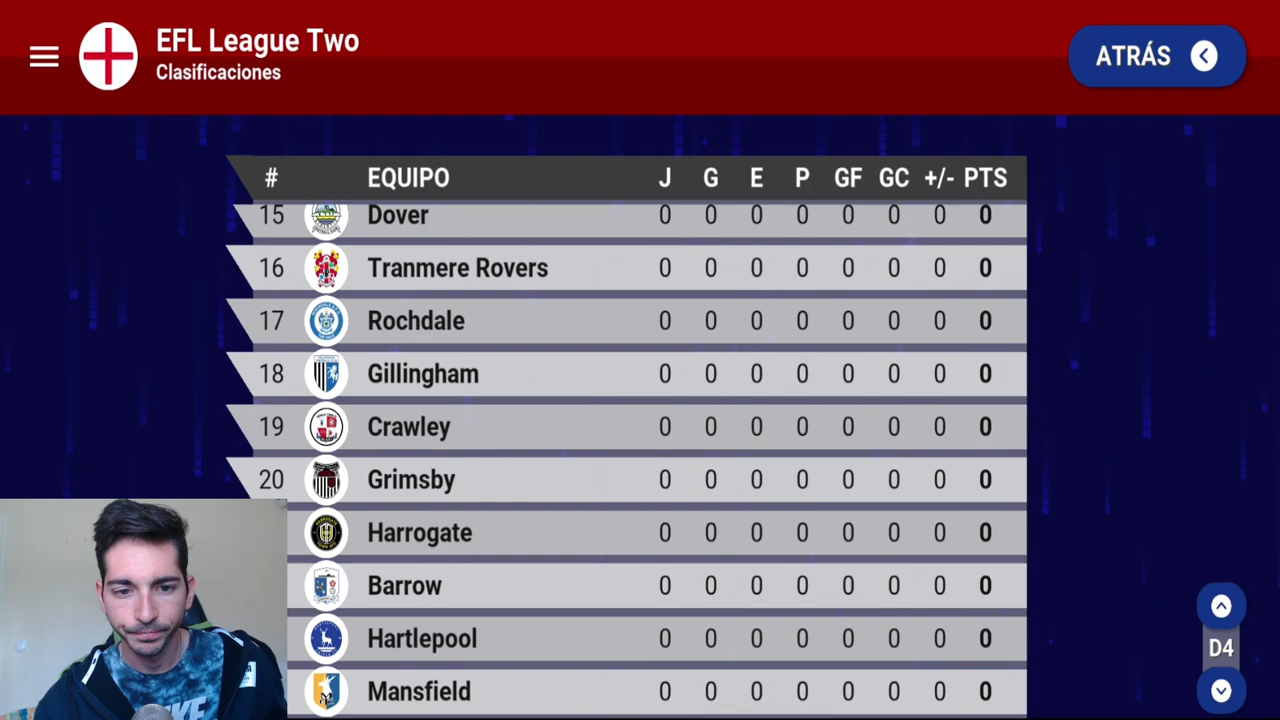 EFL League Two
Clasificaciones
ATRÁS
# EQUIPO J G E P GF GC +/- PTS
15 Dover 0 0 0 0 0 0 0 0
16 Tranmere Rovers 0 0 0 0 0 0 0 0
17 Rochdale 0 0 0 0 0 0 0 0
18 Gillingham 0 0 0 0 0 0 0 0
19 Crawley 0 0 0 0 0 0 0 0
20 Grimsby 0 0 0 0 0 0 0 0
Harrogate 0 0 0 0 0 0 0 0
Barrow 0 0 0 0 0 0 0 0
Hartlepool 0 0 0 0 0 0 0 0
Mansfield 0 0 0 0 0 0 0 0
D4